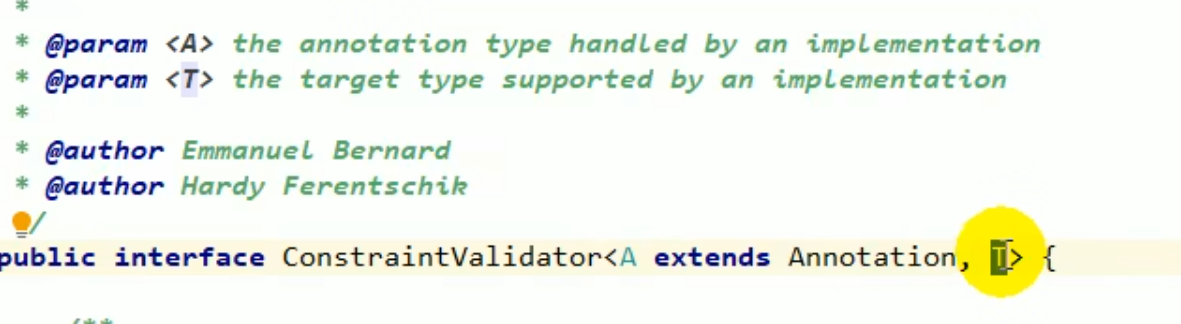 *
* @param <A> the annotation type handled by an implementation
* @param <T> the target type supported by an implementation
*
* @author Emmanuel Bernard
* @author Hardy Ferentschik
/
public interface ConstraintValidator<A extends Annotation, T> {
/**